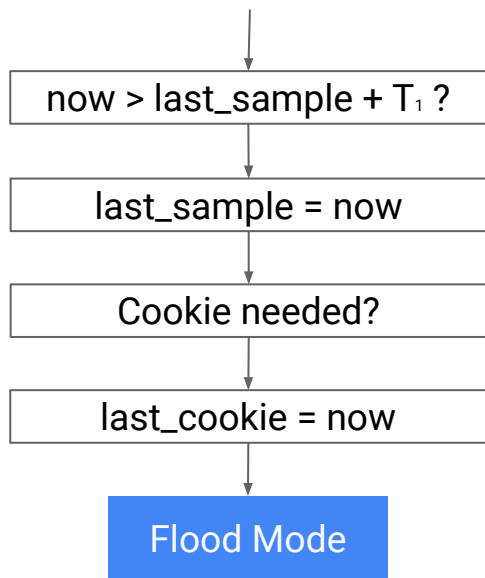 now > last_sample + T₁ ?
last_sample = now
Cookie needed?
last_cookie = now
Flood Mode